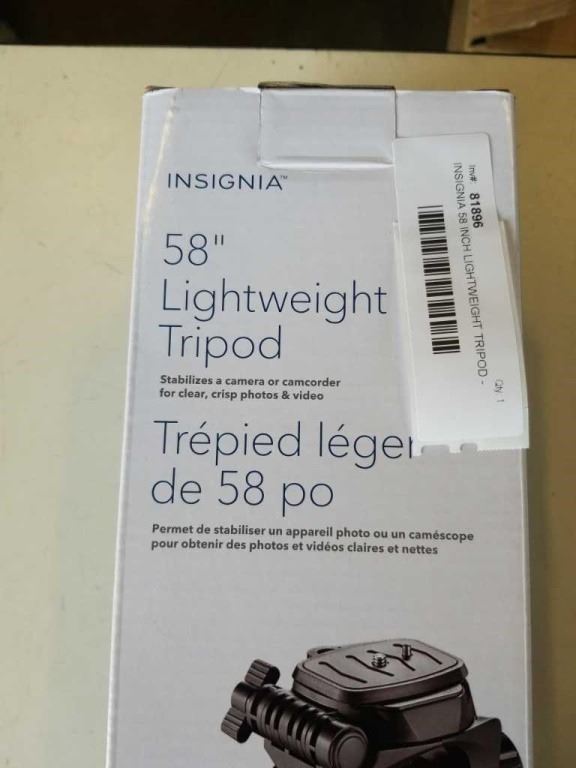 INSIGNIA™
58"
Lightweight
Tripod
Stabilizes a camera or camcorder
for clear, crisp photos & video
Trépied léger
de 58 po
Permet de stabiliser un appareil photo ou un caméscope
pour obtenir des photos et vidéos claires et nettes
Inv#: 81896
INSIGNIA 58 INCH LIGHTWEIGHT TRIPOD -
Qty: 1